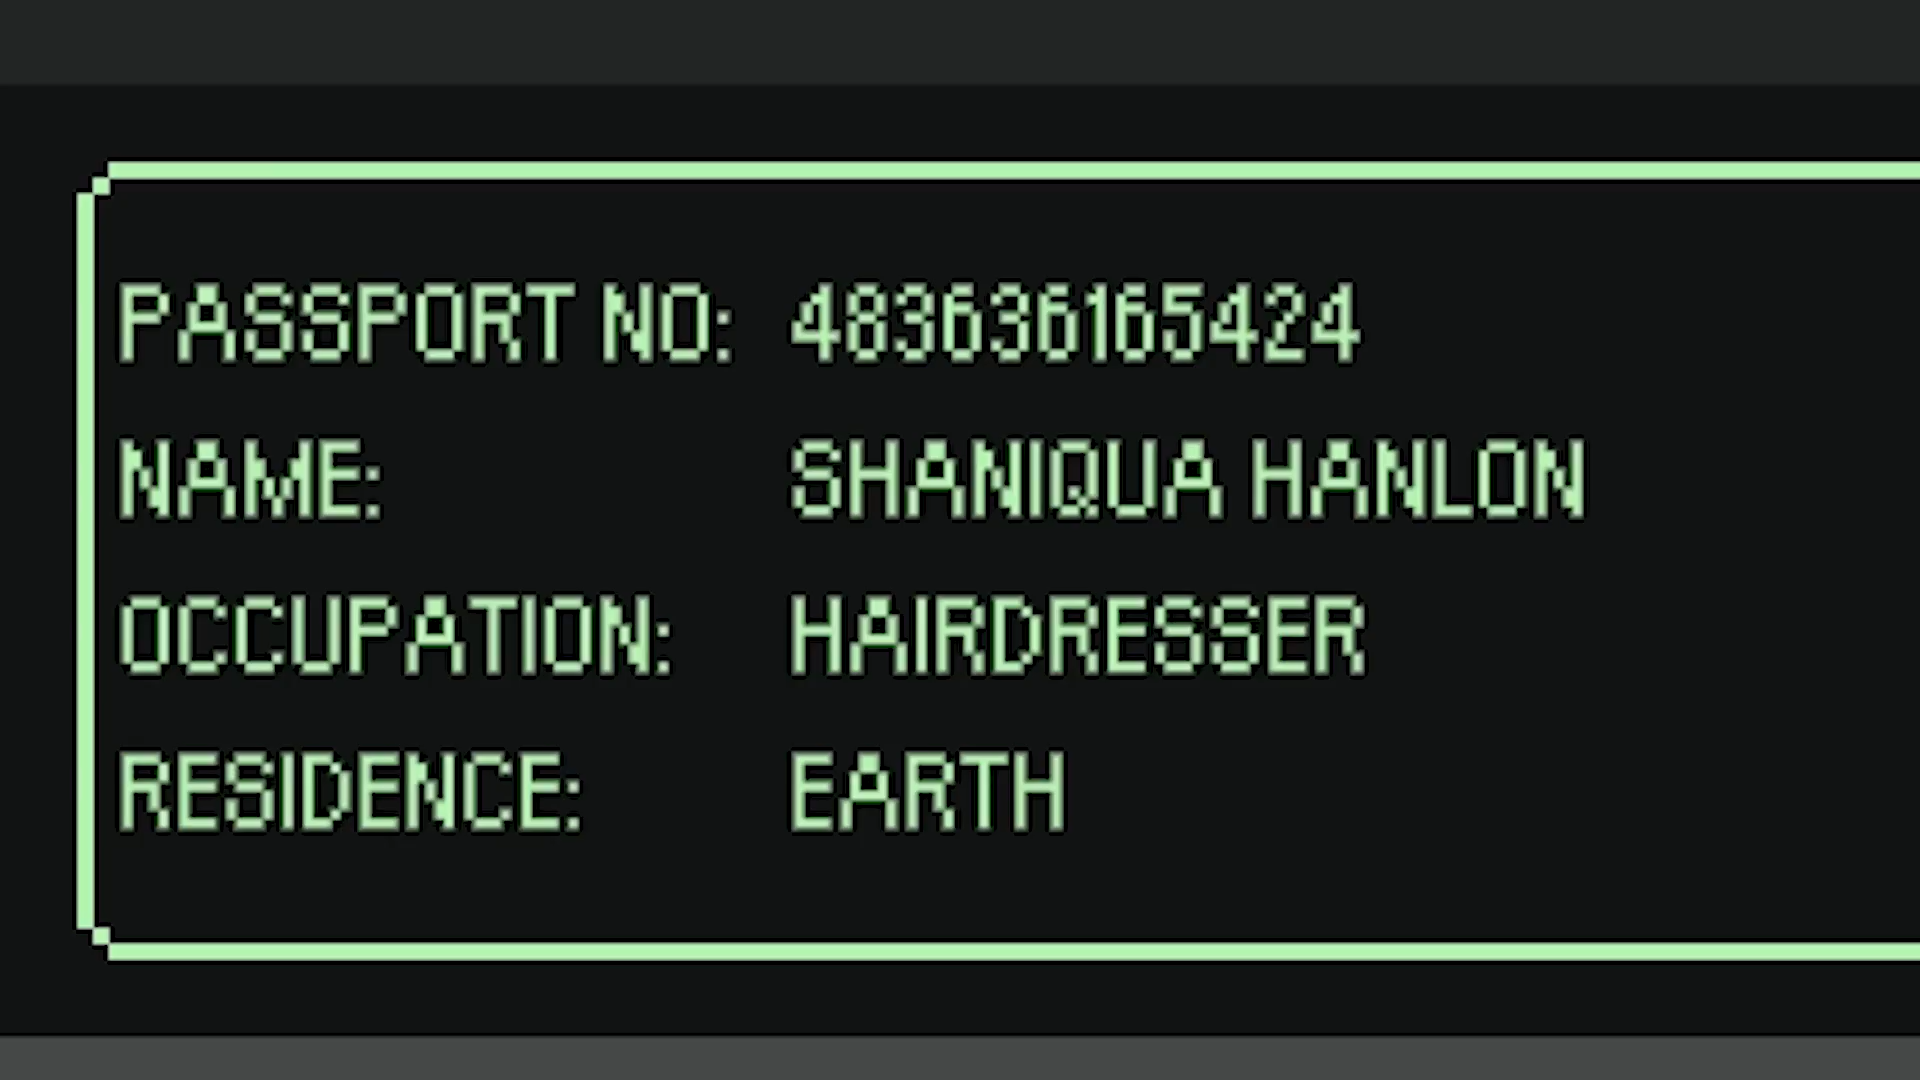 PASSPORT NO: 483636165424
NAME: SHANIQUA HANLON
OCCUPATION: HAIRDRESSER
RESIDENCE: EARTH